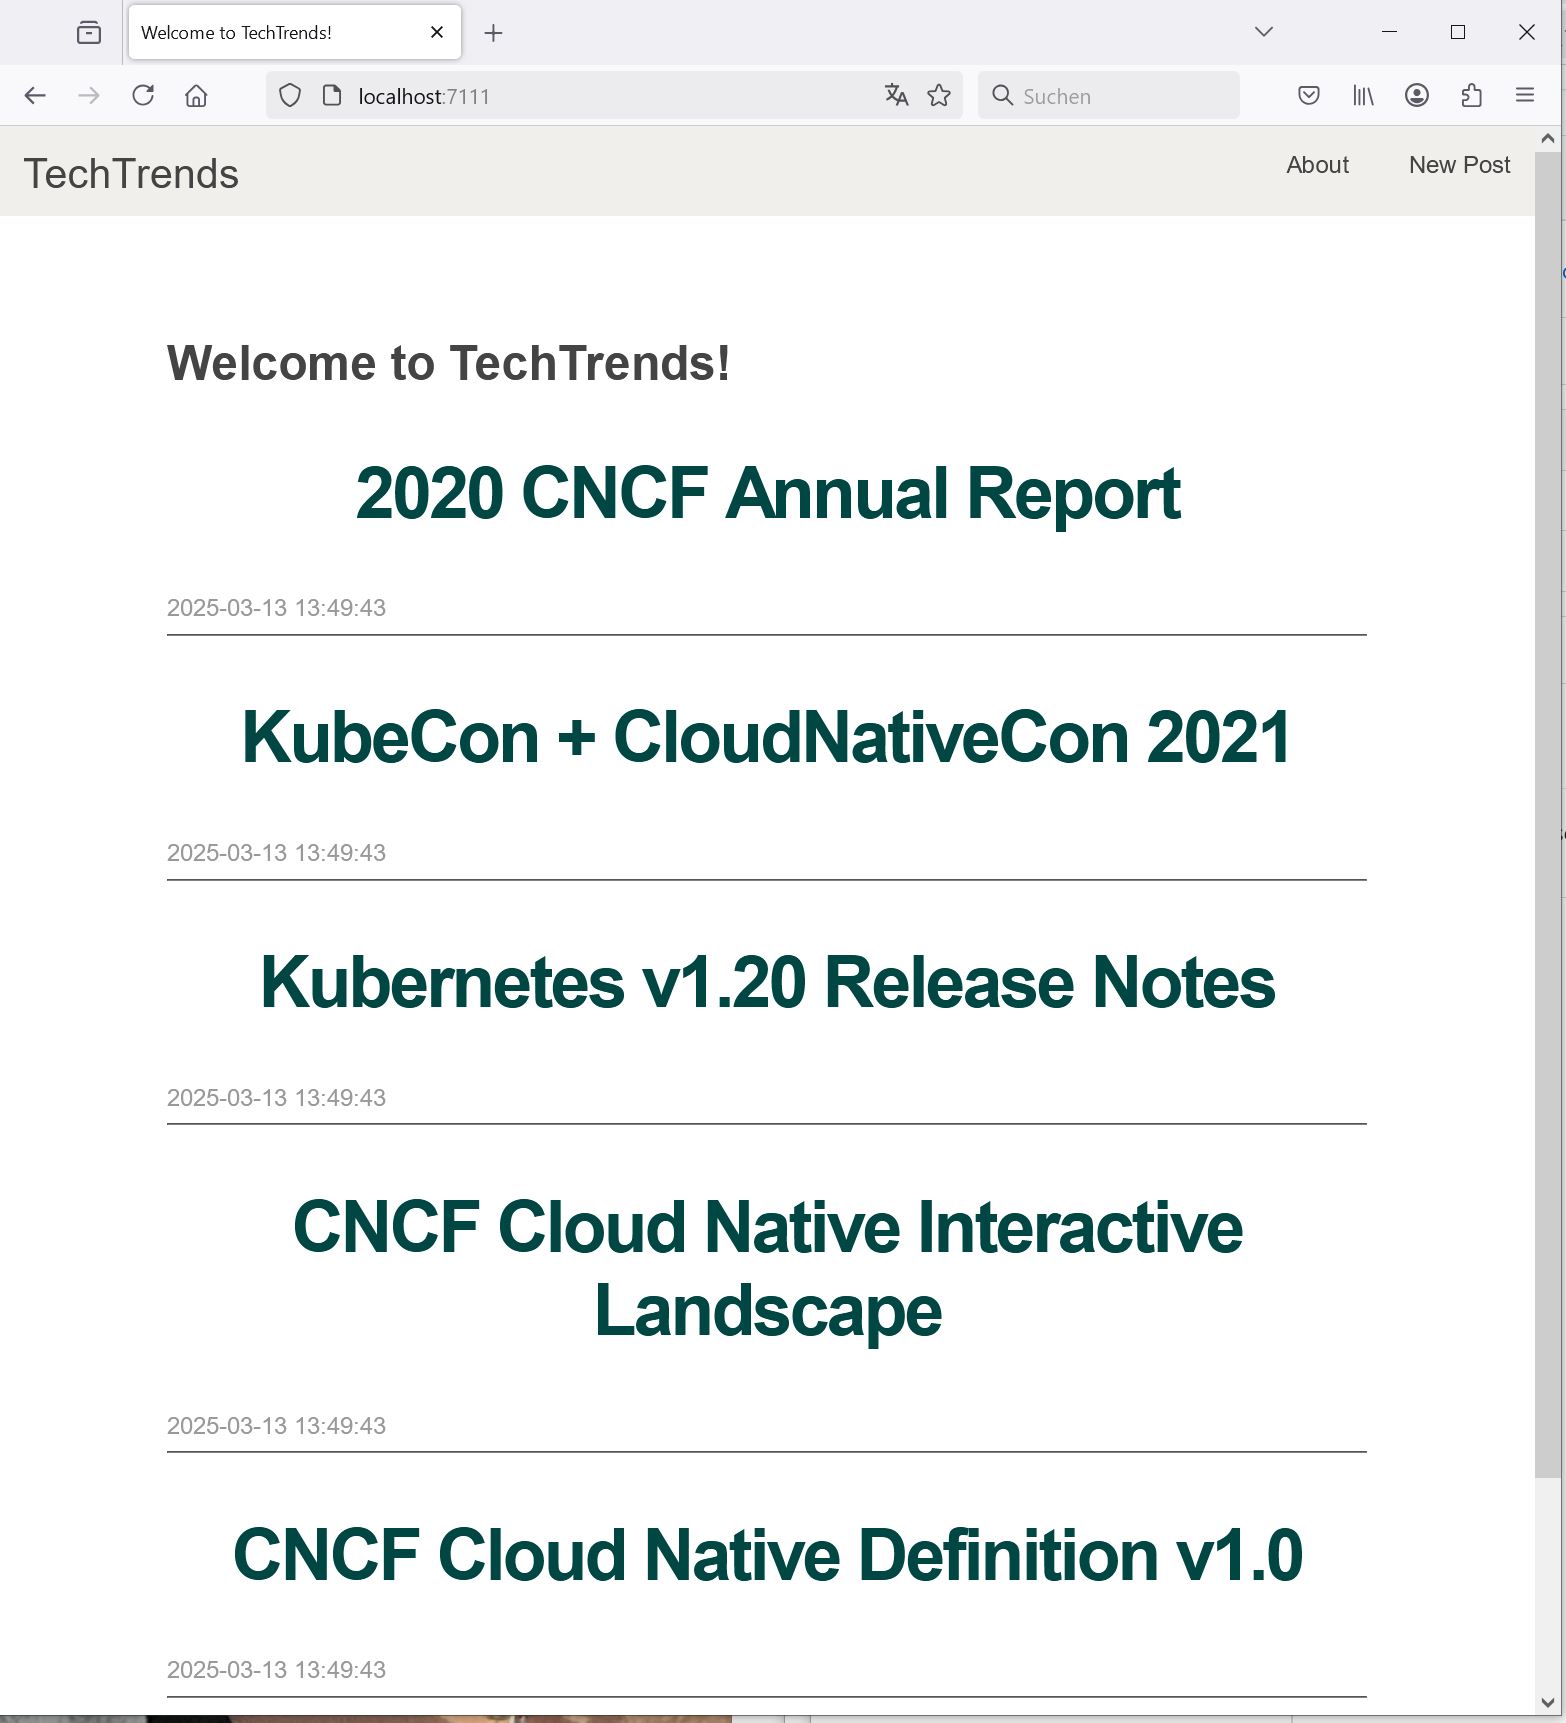 Welcome to TechTrends!
localhost:7111
Suchen
TechTrends
About
New Post
Welcome to TechTrends!
2020 CNCF Annual Report
2025-03-13 13:49:43
KubeCon + CloudNativeCon 2021
2025-03-13 13:49:43
Kubernetes v1.20 Release Notes
2025-03-13 13:49:43
CNCF Cloud Native Interactive
Landscape
2025-03-13 13:49:43
CNCF Cloud Native Definition v1.0
2025-03-13 13:49:43